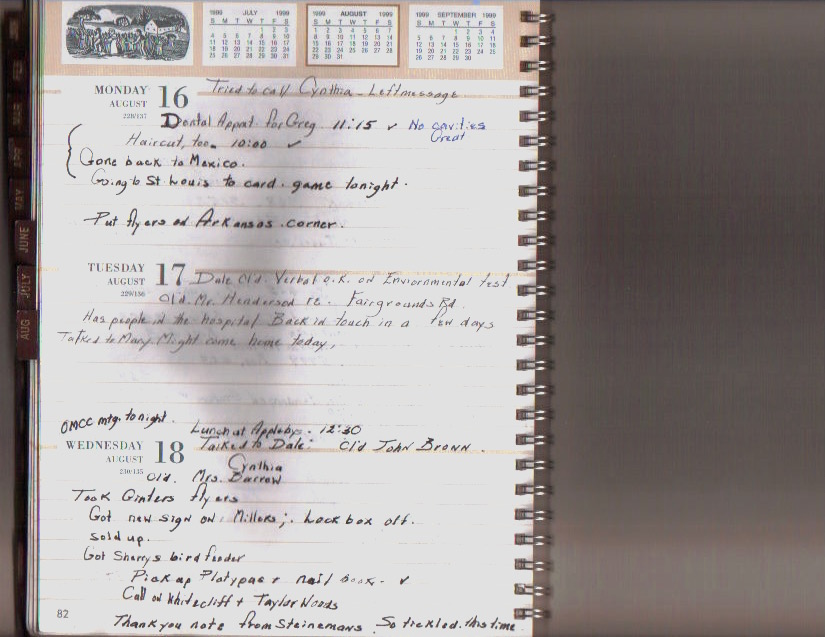 1999 JULY 1999
S M T W T F S
1 2 3
4 5 6 7 8 9 10
11 12 13 14 15 16 17
18 19 20 21 22 23 24
25 26 27 28 29 30 31
1999 AUGUST 1999
S M T W T F S
1 2 3 4 5 6 7
8 9 10 11 12 13 14
15 16 17 18 19 20 21
22 23 24 25 26 27 28
29 30 31
1999 SEPTEMBER 1999
S M T W T F S
1 2 3 4
5 6 7 8 9 10 11
12 13 14 15 16 17 18
19 20 21 22 23 24 25
26 27 28 29 30
MAR
APR
MAY
JUNE
JULY
AUG
MONDAY
AUGUST
228/137
16 Tried to call Cynthia - Left message
Dental Appmt. for Greg 11:15 ✓ No cavities
Great
Haircut, too. 10:00 ✓
Gone back to Mexico.
Going to St Louis to card game tonight.
Put flyers on Arkansas corner.
TUESDAY
AUGUST
229/136
17 Dale Cld. Verbal o.k. on Enviornmental test
Cld. Mr. Henderson re. Fairgrounds Rd.
Has people in the hospital Back in touch in a few days
Talked to Mary. Might come home today,
OMCC mtg. tonight. Lunch at Applebys - 12:30
WEDNESDAY
AUGUST
230/135
18 Talked to Dale: Cld John Brown.
Cynthia
Cld. Mrs. Barrow
Took Ginters flyers
Got new sign on Millers; Lock box off.
Sold up.
Got Sherrys bird feeder
Pick up Platypac + nail Book - ✓
Call on Whitecliff + Taylor Woods
Thank you note from Steinemans So tickled. this time
82